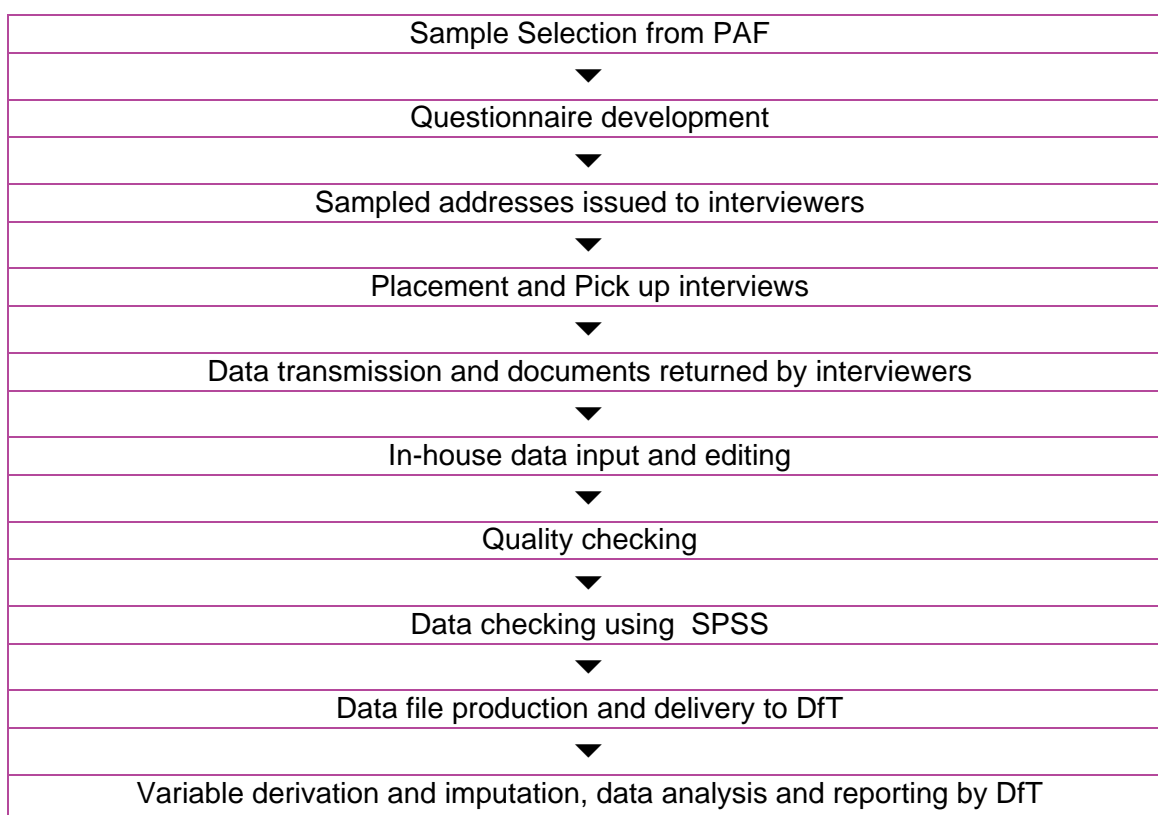 Sample Selection from PAF
Questionnaire development
Sampled addresses issued to interviewers
Placement and Pick up interviews
Data transmission and documents returned by interviewers
In-house data input and editing
Quality checking
Data checking using  SPSS
Data file production and delivery to DfT
Variable derivation and imputation, data analysis and reporting by DfT